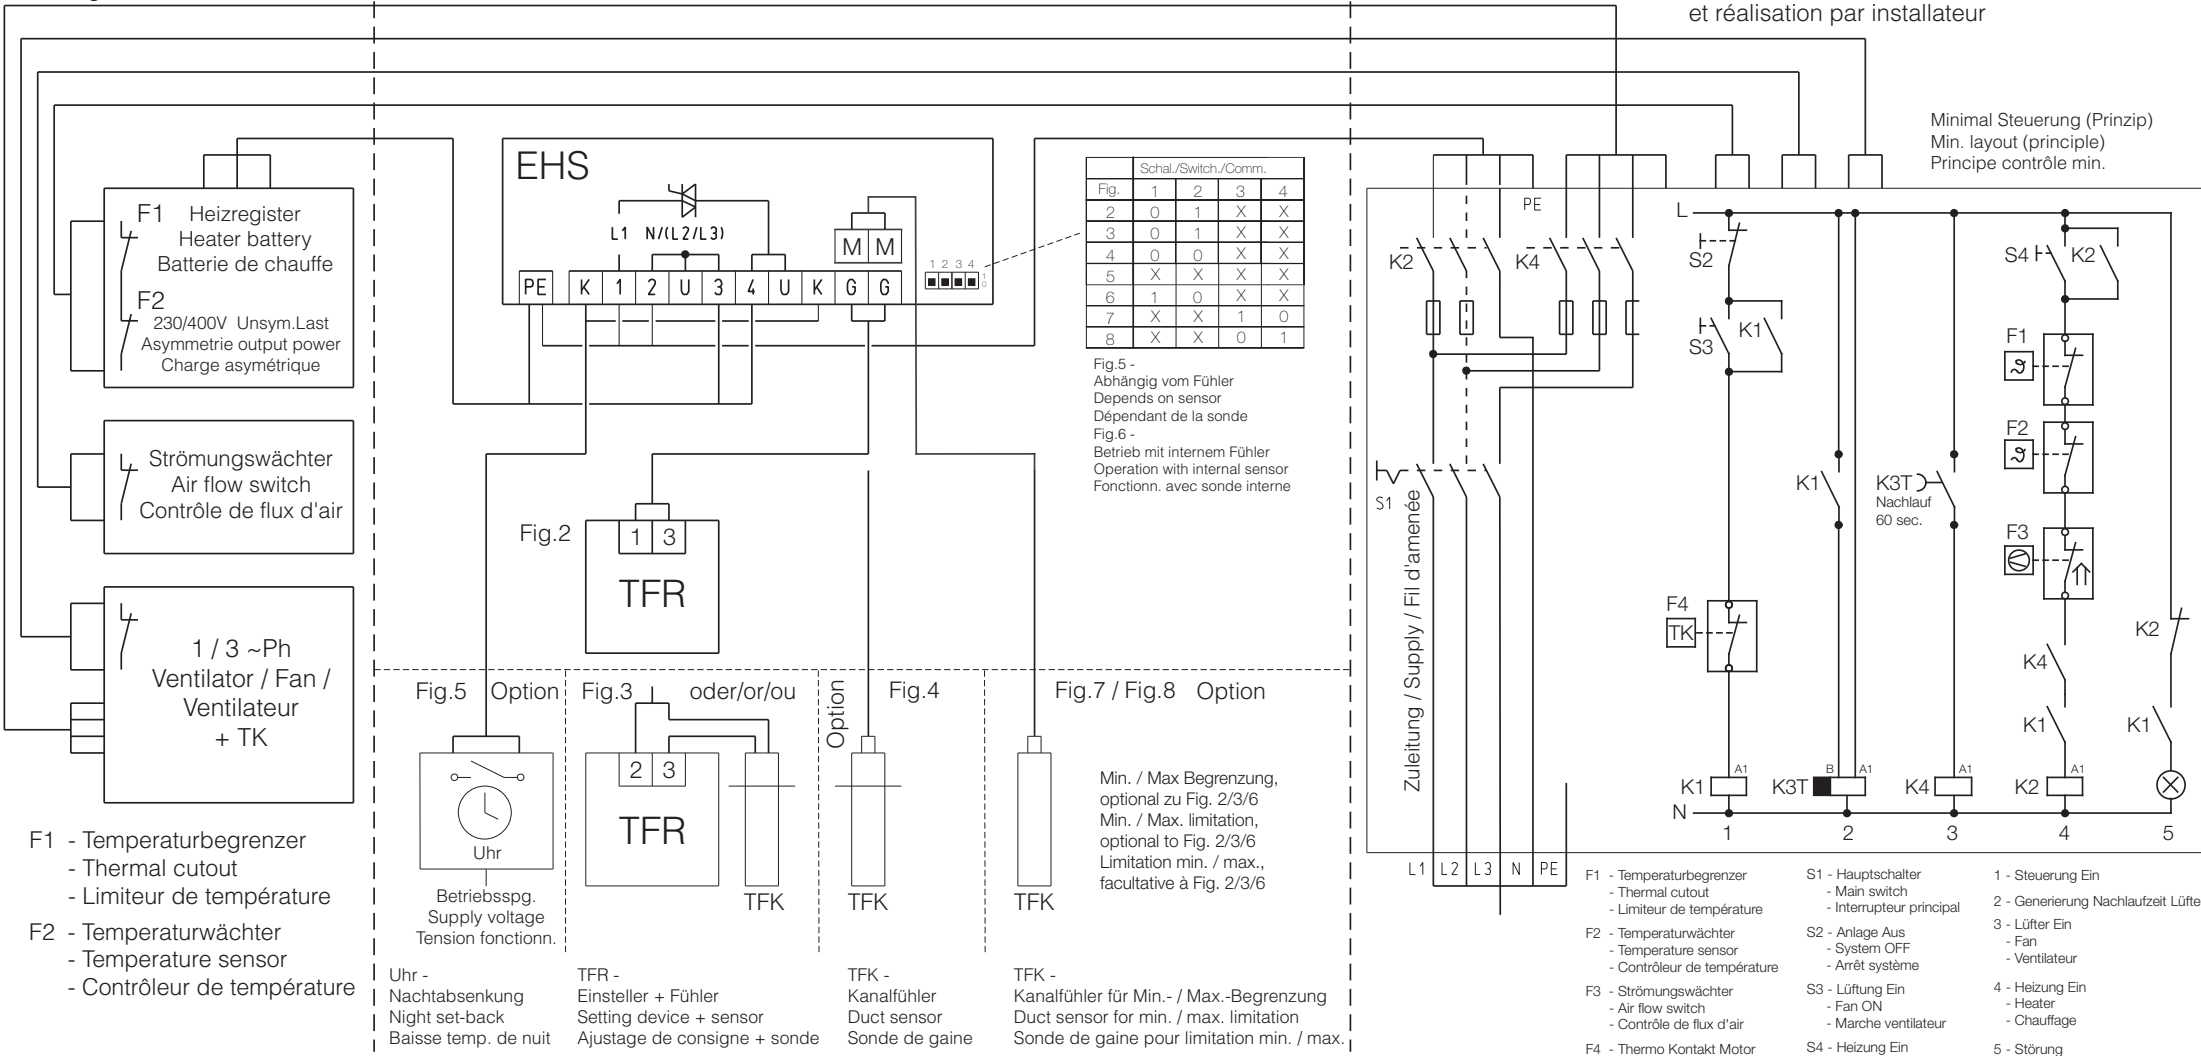 et réalisation par installateur
Minimal Steuerung (Prinzip)
Min. layout (principle)
Principe contrôle min.
F1
Heizregister
Heater battery
Batterie de chauffe
F2
230/400V Unsym.Last
Asymmetrie output power
Charge asymétrique
Strömungswächter
Air flow switch
Contrôle de flux d'air
1 / 3 ~Ph
Ventilator / Fan /
Ventilateur
+ TK
F1 - Temperaturbegrenzer
- Thermal cutout
- Limiteur de température
F2 - Temperaturwächter
- Temperature sensor
- Contrôleur de température
EHS
L1 N/(L2/L3)
M M
1 2 3 4
1
0
PE K 1 2 U 3 4 U K G G
Schal./Switch./Comm.
Fig. 1 2 3 4
2 0 1 X X
3 0 1 X X
4 0 0 X X
5 X X X X
6 1 0 X X
7 X X 1 0
8 X X 0 1
Fig.5 -
Abhängig vom Fühler
Depends on sensor
Dépendant de la sonde
Fig.6 -
Betrieb mit internem Fühler
Operation with internal sensor
Fonctionn. avec sonde interne
Fig.2
1 3
TFR
Fig.5 Option
Uhr
Betriebsspg.
Supply voltage
Tension fonctionn.
Uhr -
Nachtabsenkung
Night set-back
Baisse temp. de nuit
Fig.3 oder/or/ou
2 3
TFR
TFK
TFR -
Einsteller + Fühler
Setting device + sensor
Ajustage de consigne + sonde
Option
Fig.4
TFK
TFK -
Kanalfühler
Duct sensor
Sonde de gaine
Fig.7 / Fig.8 Option
TFK
Min. / Max Begrenzung,
optional zu Fig. 2/3/6
Min. / Max. limitation,
optional to Fig. 2/3/6
Limitation min. / max.,
facultative à Fig. 2/3/6
TFK -
Kanalfühler für Min.- / Max.-Begrenzung
Duct sensor for min. / max. limitation
Sonde de gaine pour limitation min. / max.
PE
K2
K4
S1
Zuleitung / Supply / Fil d'amenée
L1 L2 L3 N PE
L
S2
S3
K1
F4
TK
K1
A1
K1
K3T
B
A1
K3T
Nachlauf
60 sec.
K4
A1
S4
K2
F1
ϑ
F2
ϑ
F3
K4
K1
K2
A1
K2
K1
N
1 2 3 4 5
F1 - Temperaturbegrenzer
- Thermal cutout
- Limiteur de température
F2 - Temperaturwächter
- Temperature sensor
- Contrôleur de température
F3 - Strömungswächter
- Air flow switch
- Contrôle de flux d'air
F4 - Thermo Kontakt Motor
S1 - Hauptschalter
- Main switch
- Interrupteur principal
S2 - Anlage Aus
- System OFF
- Arrêt système
S3 - Lüftung Ein
- Fan ON
- Marche ventilateur
S4 - Heizung Ein
1 - Steuerung Ein
2 - Generierung Nachlaufzeit Lüfte
3 - Lüfter Ein
- Fan
- Ventilateur
4 - Heizung Ein
- Heater
- Chauffage
5 - Störung